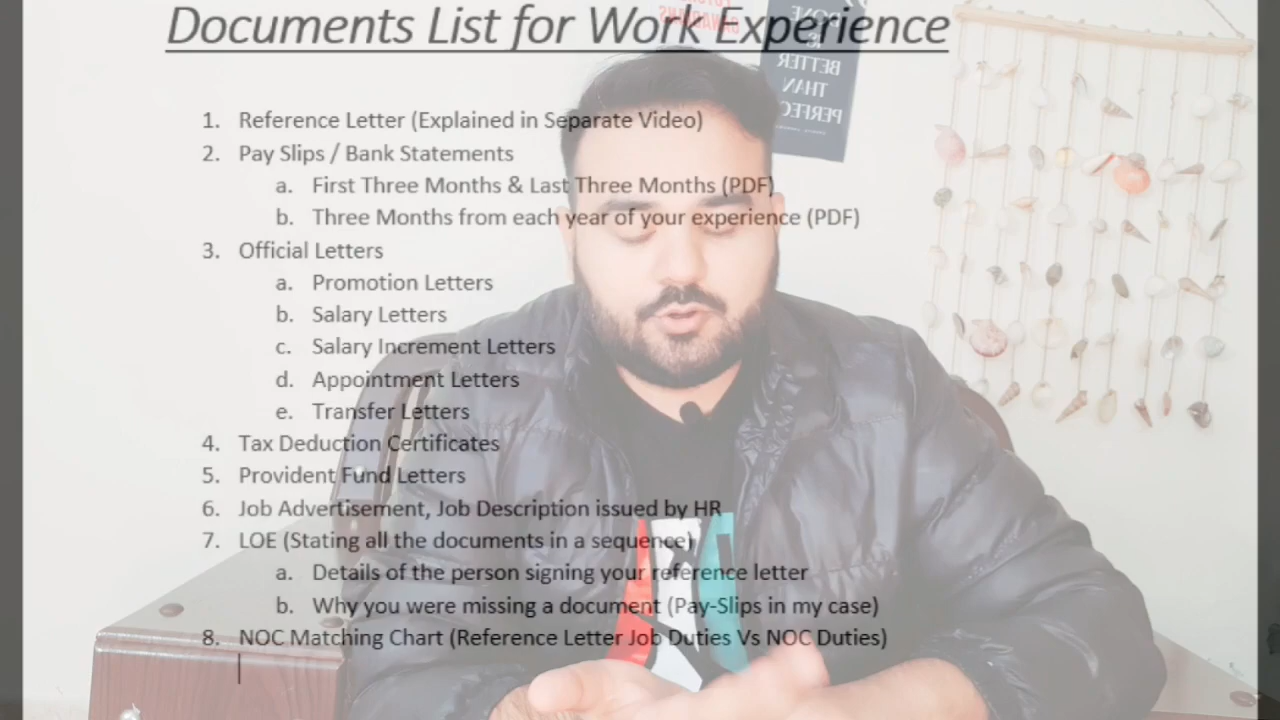 Documents List for Work Experience
1. Reference Letter (Explained in Separate Video)
2. Pay Slips / Bank Statements
a. First Three Months & Last Three Months (PDF)
b. Three Months from each year of your experience (PDF)
3. Official Letters
a. Promotion Letters
b. Salary Letters
c. Salary Increment Letters
d. Appointment Letters
e. Transfer Letters
4. Tax Deduction Certificates
5. Provident Fund Letters
6. Job Advertisement, Job Description issued by HR
7. LOE (Stating all the documents in a sequence)
a. Details of the person signing your reference letter
b. Why you were missing a document (Pay-Slips in my case)
8. NOC Matching Chart (Reference Letter Job Duties Vs NOC Duties)
DONE
IS
BETTER
THAN
PERFECT